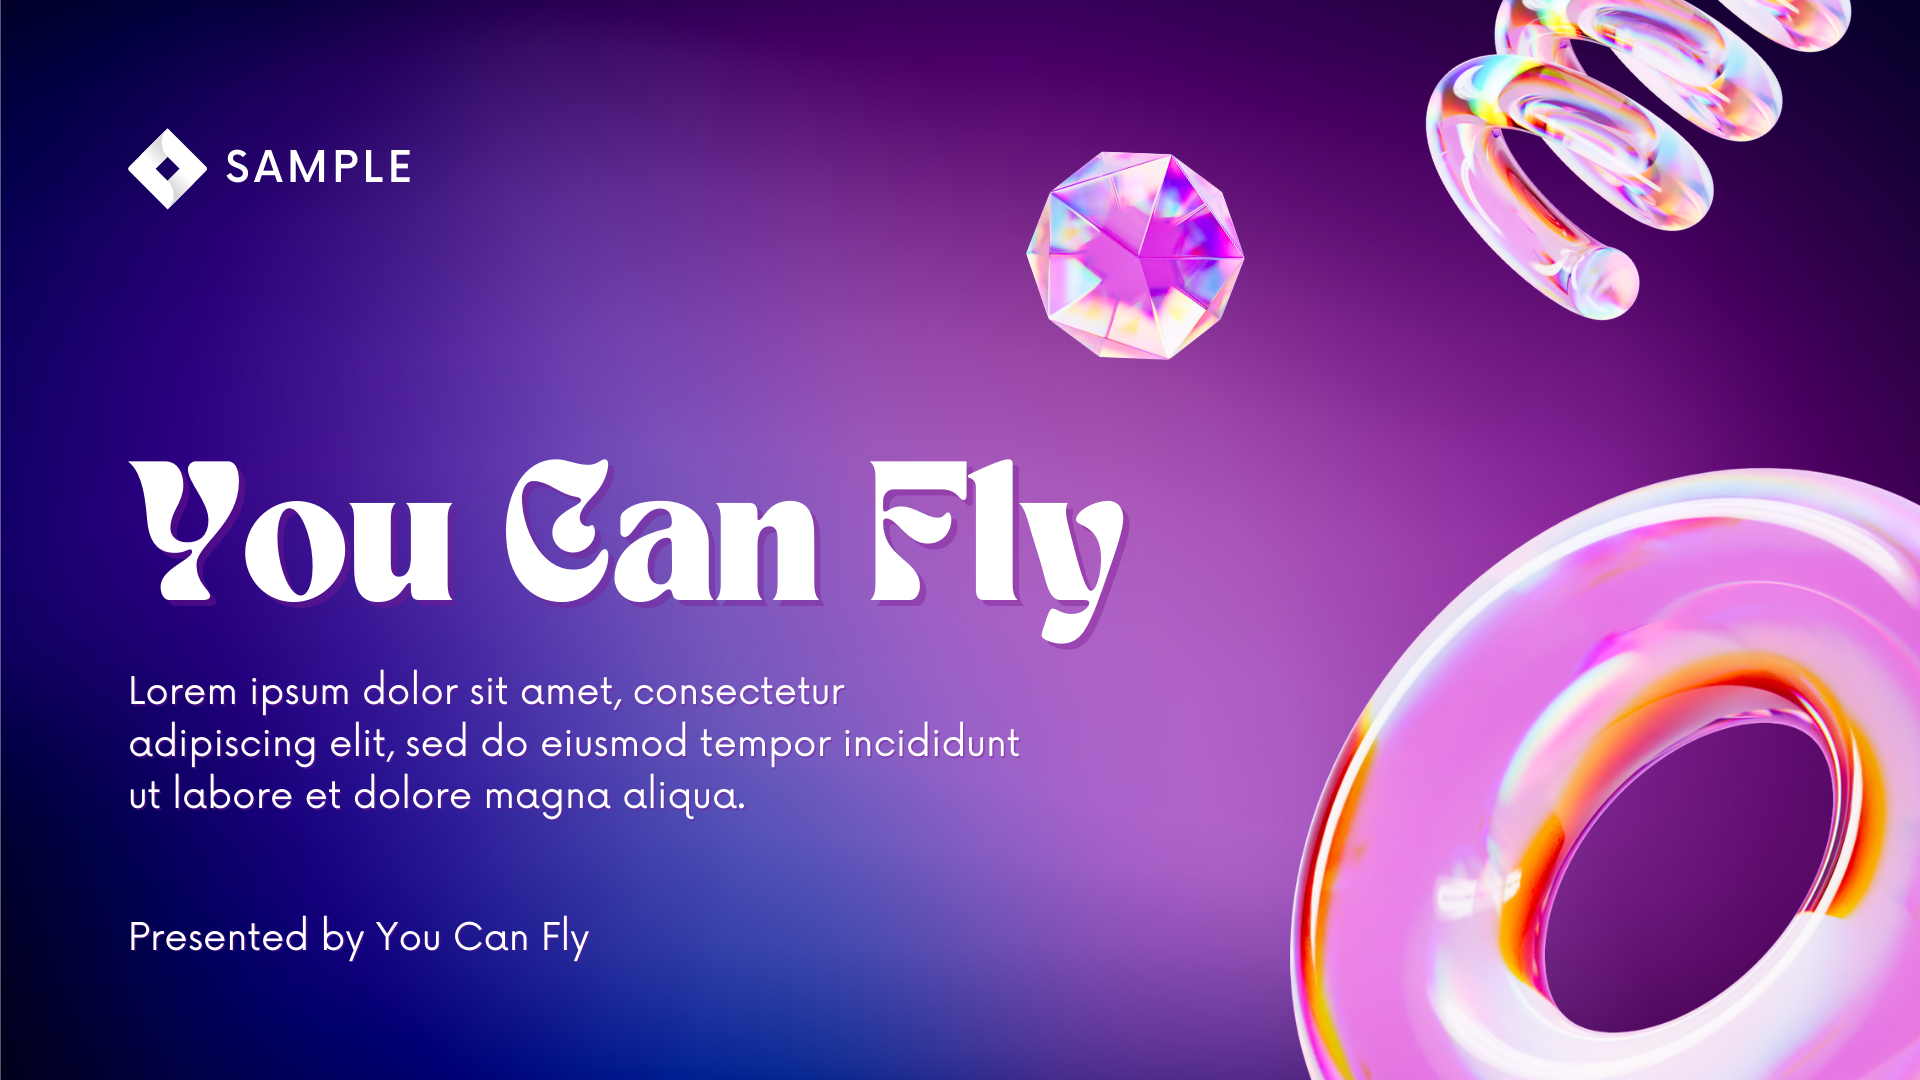 SAMPLE
You Can Fly
Lorem ipsum dolor sit amet, consectetur
adipiscing elit, sed do eiusmod tempor incididunt
ut labore et dolore magna aliqua.
Presented by You Can Fly